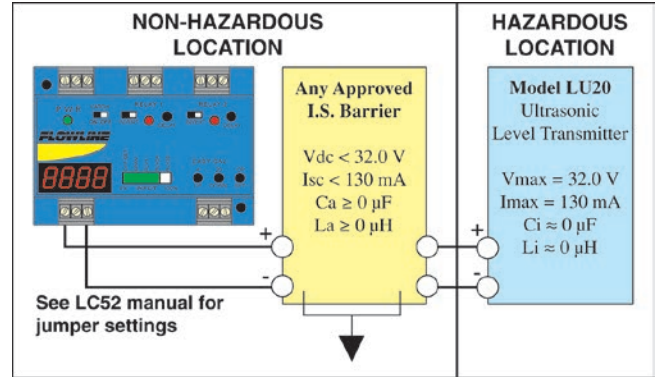 NON-HAZARDOUS
LOCATION
HAZARDOUS
LOCATION
FLOWLINE
8888
Any Approved
I.S. Barrier
Vdc < 32.0 V
Isc < 130 mA
Ca ≥ 0 µF
La ≥ 0 µH
Model LU20
Ultrasonic
Level Transmitter
Vmax = 32.0 V
Imax = 130 mA
Ci ≈ 0 µF
Li ≈ 0 µH
+
-
+
-
+
-
See LC52 manual for
jumper settings